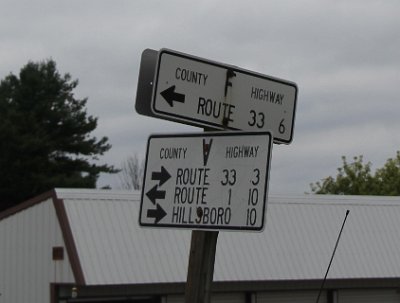 COUNTY HIGHWAY
ROUTE 33 6
COUNTY HIGHWAY
ROUTE 33 3
ROUTE 1 10
HILLSBORO 10